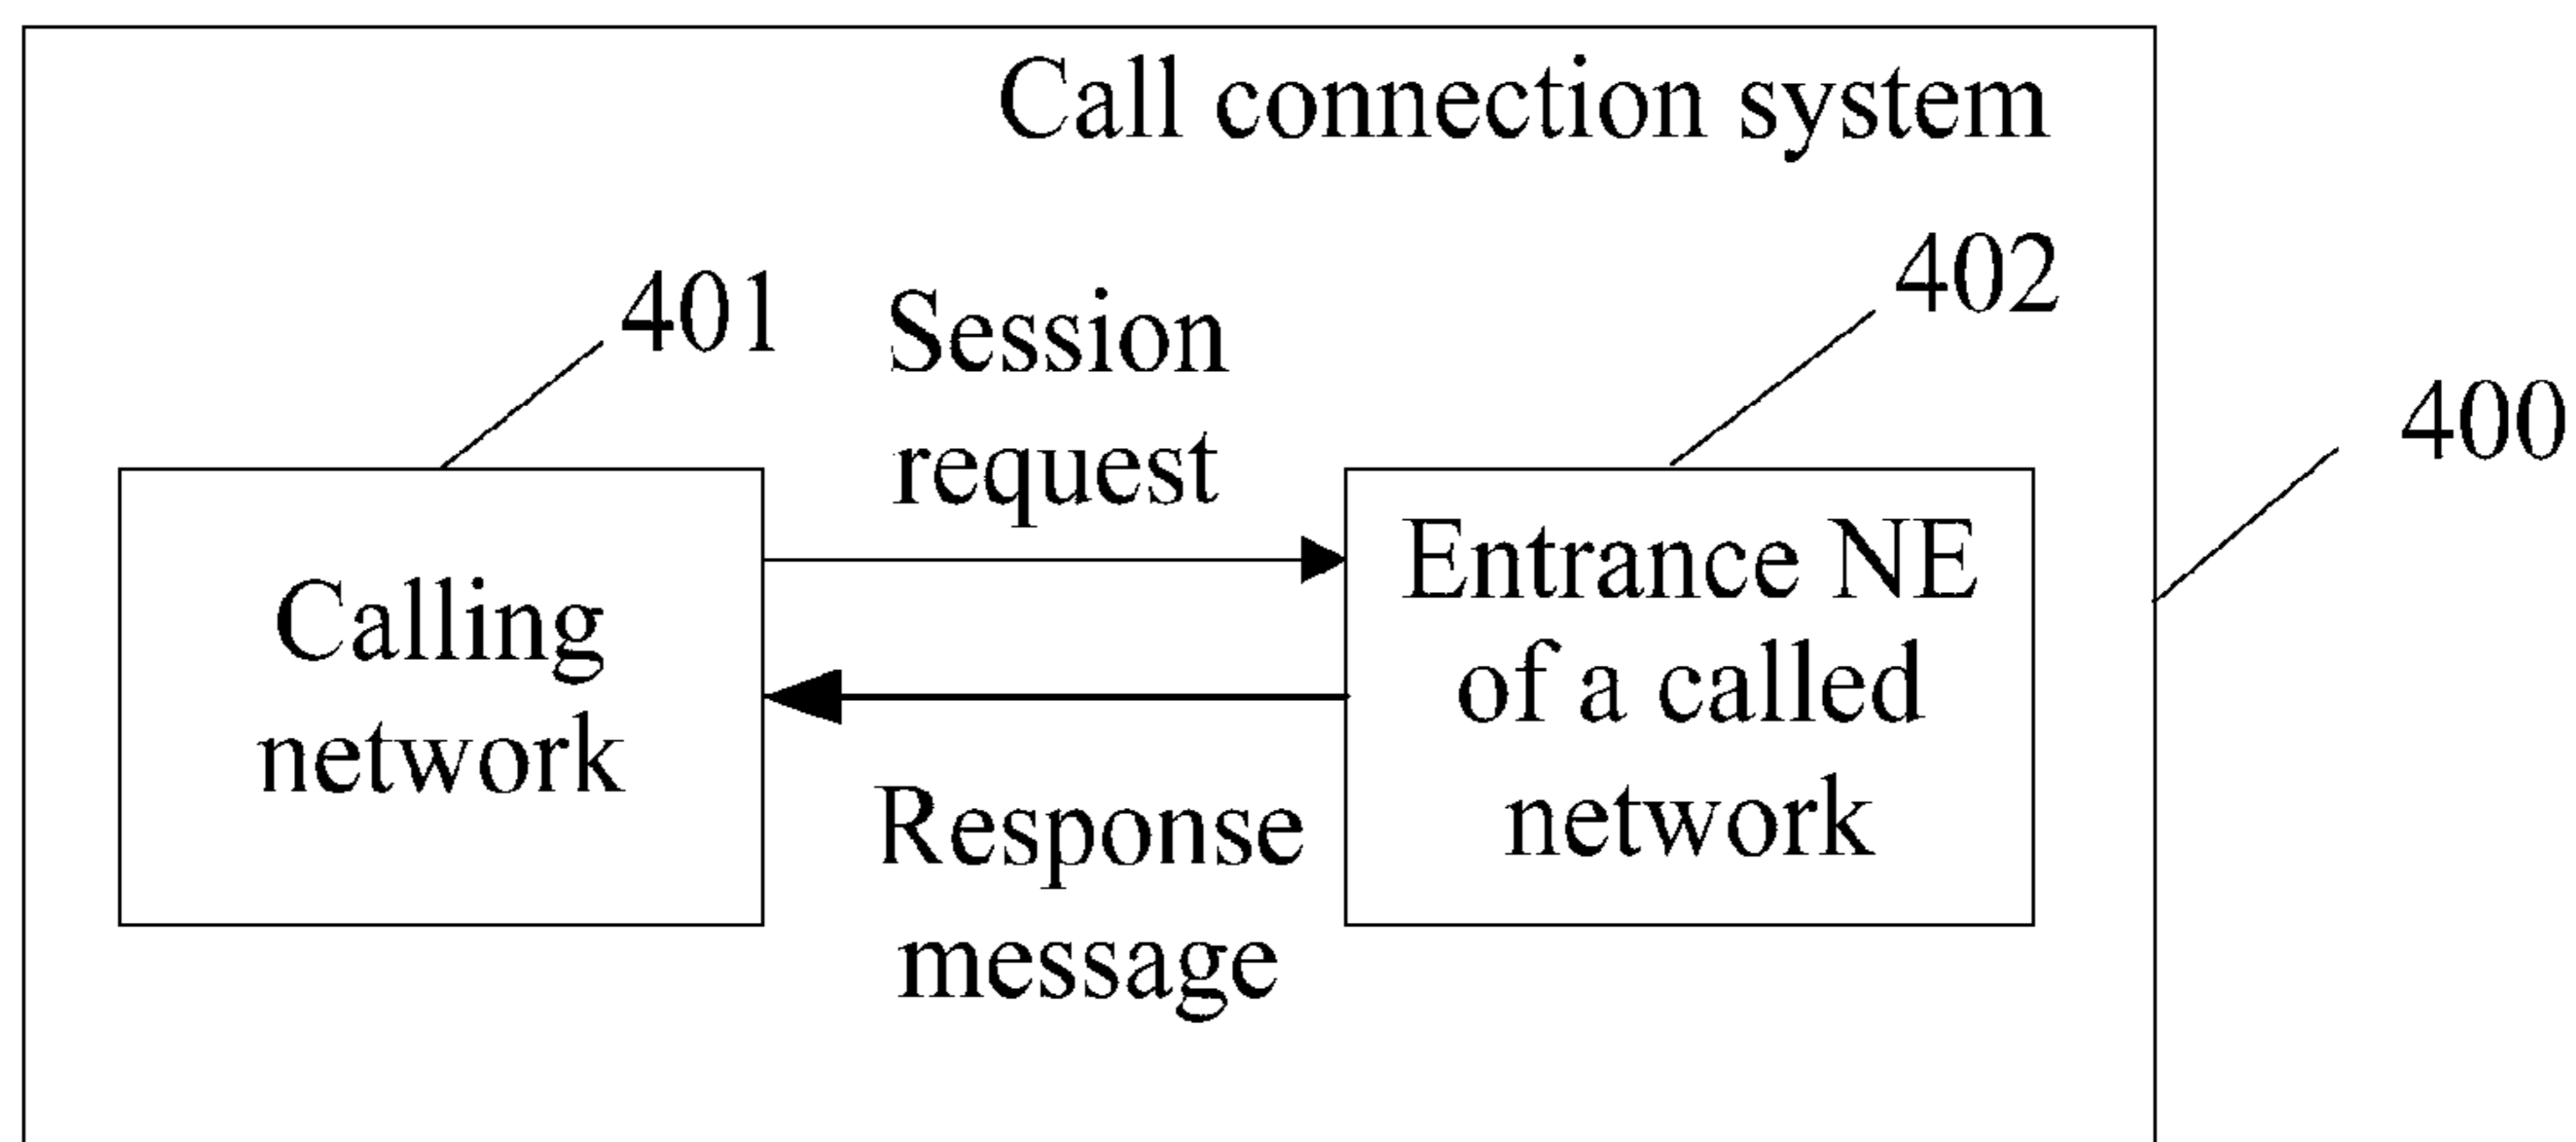 Call connection system
401
Session
request
402
400
Calling
network
Entrance NE
of a called
network
Response
message